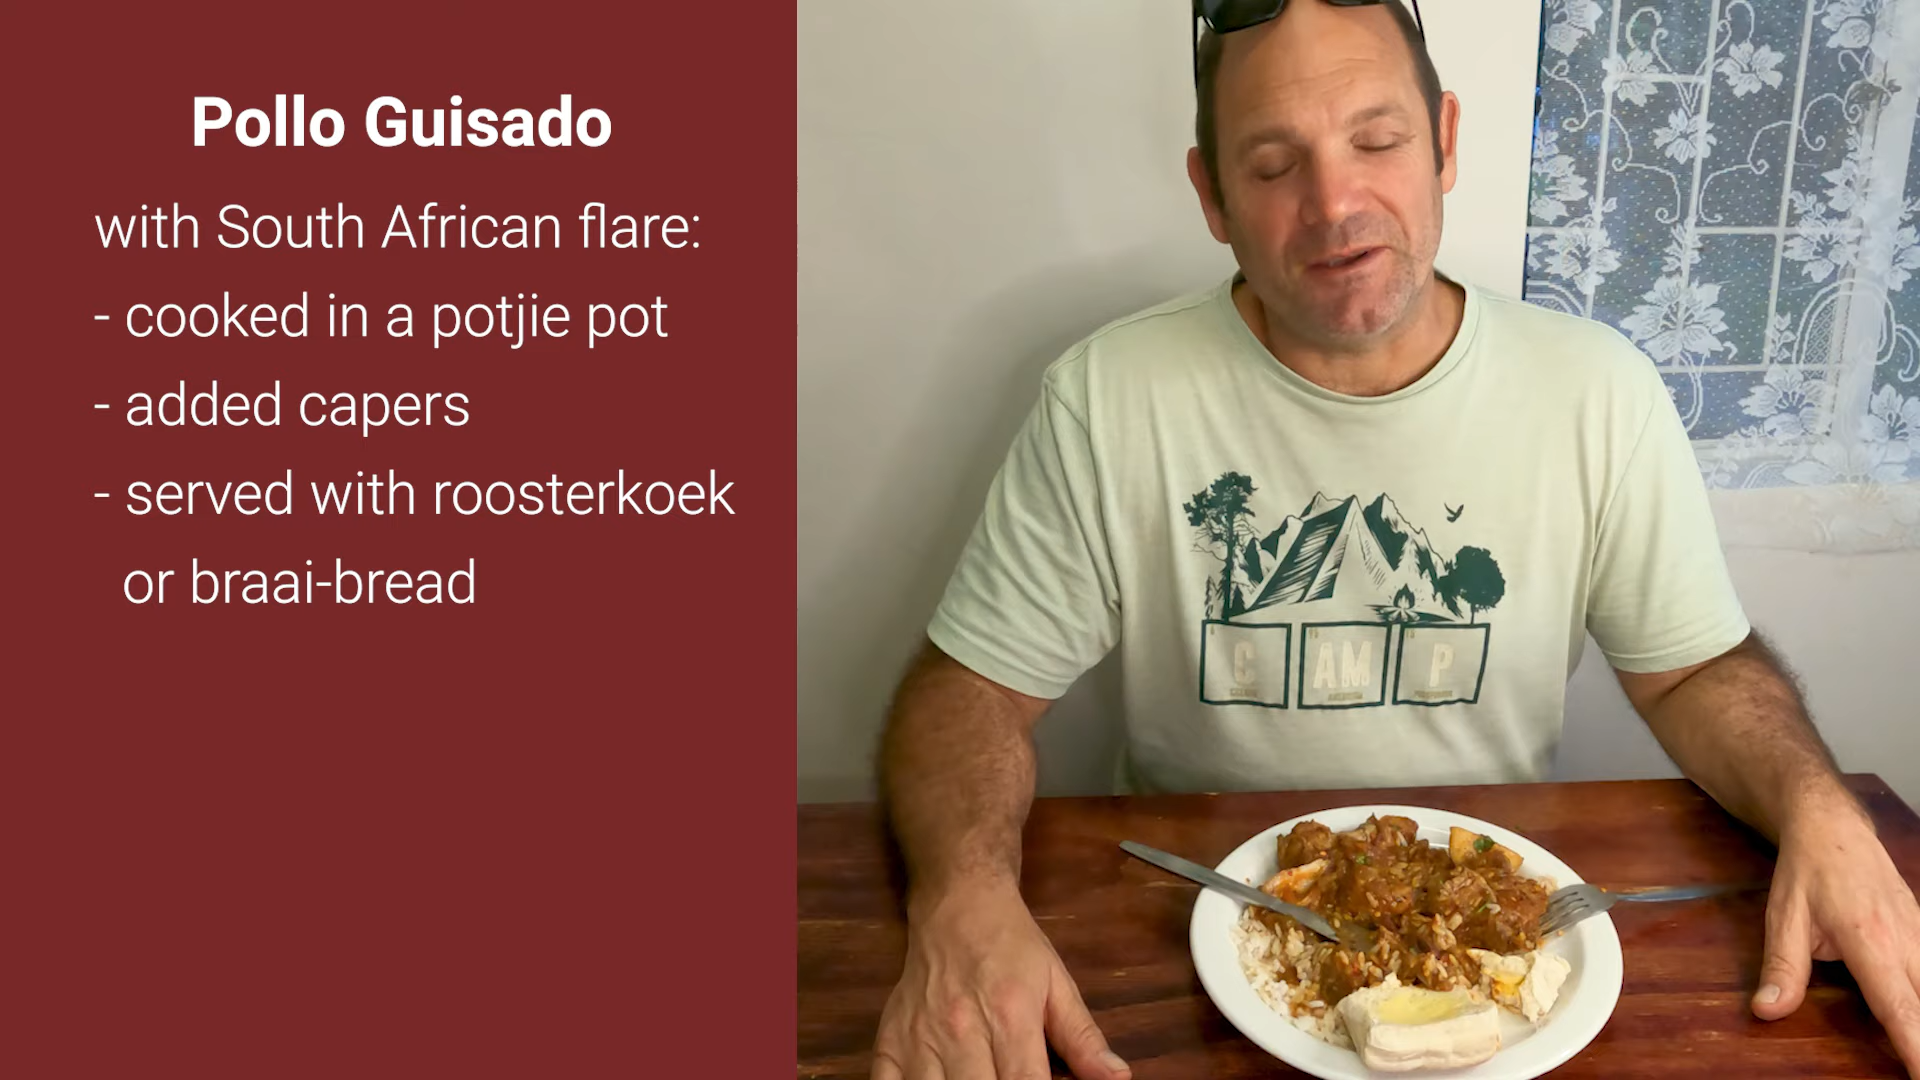 Pollo Guisado
with South African flare:
- cooked in a potjie pot
- added capers
- served with roosterkoek
or braai-bread
C AM P